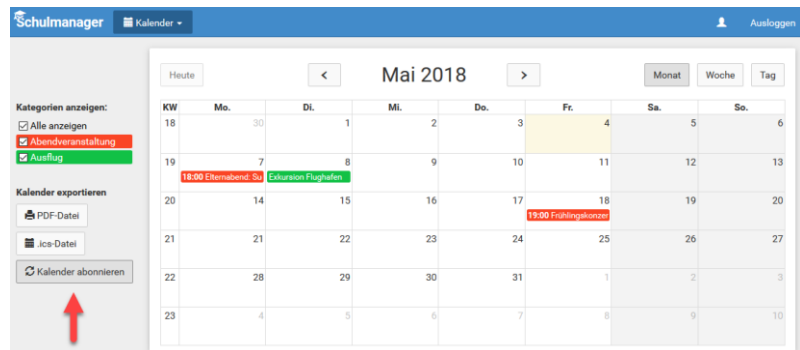 Schulmanager Kalender Ausloggen
Heute Mai 2018 Monat Woche Tag
Kategorien anzeigen:
Alle anzeigen
Abendveranstaltung
Ausflug
Kalender exportieren
PDF-Datei
.ics-Datei
Kalender abonnieren
KW Mo. Di. Mi. Do. Fr. Sa. So.
18 30 1 2 3 4 5 6
19 7 8 9 10 11 12 13
18:00 Elternabend: Su Exkursion Flughafen
20 14 15 16 17 18 19 20
19:00 Frühlingskonzer
21 21 22 23 24 25 26 27
22 28 29 30 31 1 2 3
23 4 5 6 7 8 9 10